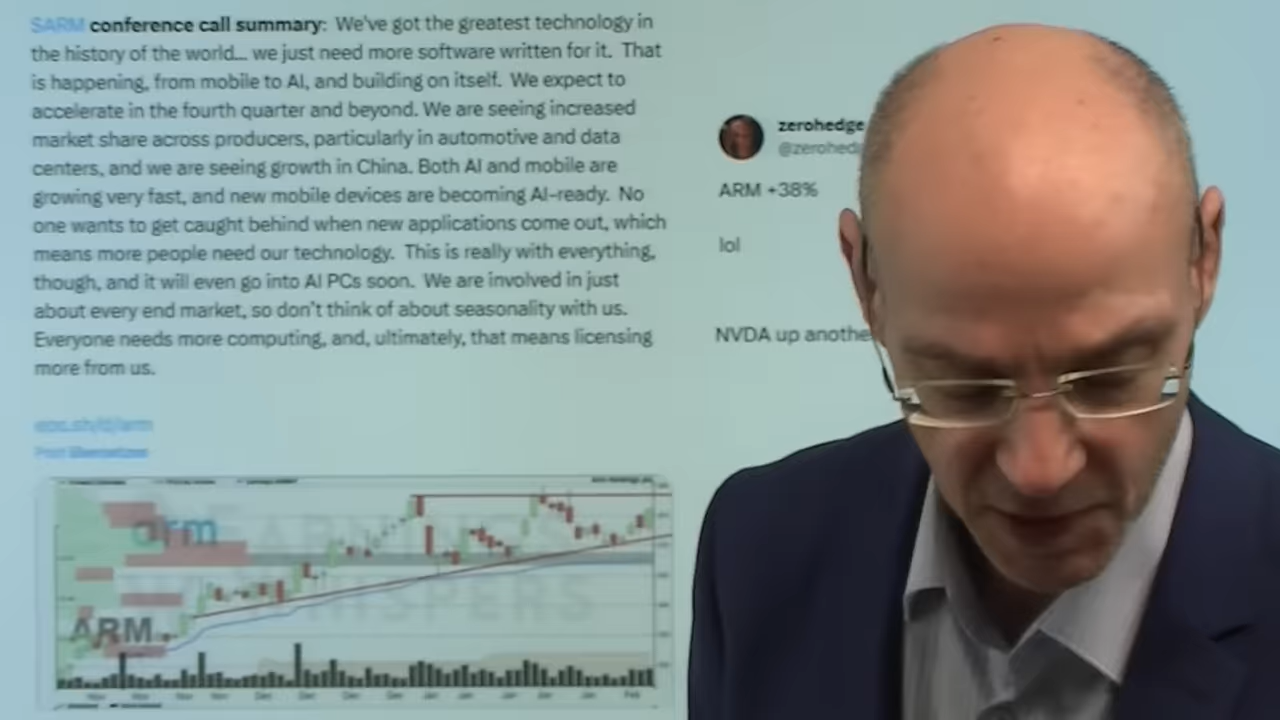 $ARM conference call summary: We've got the greatest technology in
the history of the world... we just need more software written for it. That
is happening, from mobile to AI, and building on itself. We expect to
accelerate in the fourth quarter and beyond. We are seeing increased
market share across producers, particularly in automotive and data
centers, and we are seeing growth in China. Both AI and mobile are
growing very fast, and new mobile devices are becoming AI-ready. No
one wants to get caught behind when new applications come out, which
means more people need our technology. This is really with everything,
though, and it will even go into AI PCs soon. We are involved in just
about every end market, so don't think of about seasonality with us.
Everyone needs more computing, and, ultimately, that means licensing
more from us.
eps.sh/d/arm
Post übersetzen
zerohedge
@zerohed
ARM +38%
lol
NVDA up anothe
arm
EARNINGS
WHISPERS
ARM